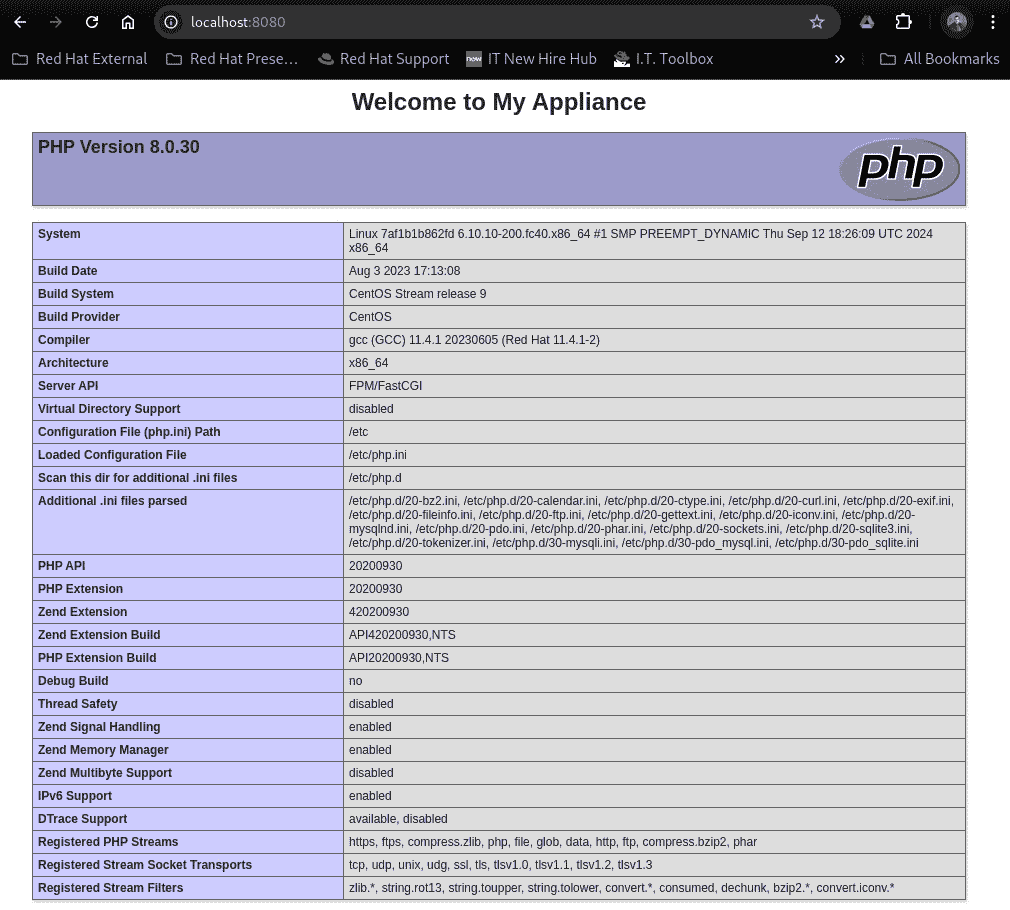 localhost:8080
Red Hat External Red Hat Prese... Red Hat Support now IT New Hire Hub I.T. Toolbox » All Bookmarks
Welcome to My Appliance
PHP Version 8.0.30
php
System Linux 7af1b1b862fd 6.10.10-200.fc40.x86_64 #1 SMP PREEMPT_DYNAMIC Thu Sep 12 18:26:09 UTC 2024
x86_64
Build Date Aug 3 2023 17:13:08
Build System CentOS Stream release 9
Build Provider CentOS
Compiler gcc (GCC) 11.4.1 20230605 (Red Hat 11.4.1-2)
Architecture x86_64
Server API FPM/FastCGI
Virtual Directory Support disabled
Configuration File (php.ini) Path /etc
Loaded Configuration File /etc/php.ini
Scan this dir for additional .ini files /etc/php.d
Additional .ini files parsed /etc/php.d/20-bz2.ini, /etc/php.d/20-calendar.ini, /etc/php.d/20-ctype.ini, /etc/php.d/20-curl.ini, /etc/php.d/20-exif.ini,
/etc/php.d/20-fileinfo.ini, /etc/php.d/20-ftp.ini, /etc/php.d/20-gettext.ini, /etc/php.d/20-iconv.ini, /etc/php.d/20-
mysqlnd.ini, /etc/php.d/20-pdo.ini, /etc/php.d/20-phar.ini, /etc/php.d/20-sockets.ini, /etc/php.d/20-sqlite3.ini,
/etc/php.d/20-tokenizer.ini, /etc/php.d/30-mysqli.ini, /etc/php.d/30-pdo_mysql.ini, /etc/php.d/30-pdo_sqlite.ini
PHP API 20200930
PHP Extension 20200930
Zend Extension 420200930
Zend Extension Build API420200930,NTS
PHP Extension Build API20200930,NTS
Debug Build no
Thread Safety disabled
Zend Signal Handling enabled
Zend Memory Manager enabled
Zend Multibyte Support disabled
IPv6 Support enabled
DTrace Support available, disabled
Registered PHP Streams https, ftps, compress.zlib, php, file, glob, data, http, ftp, compress.bzip2, phar
Registered Stream Socket Transports tcp, udp, unix, udg, ssl, tls, tlsv1.0, tlsv1.1, tlsv1.2, tlsv1.3
Registered Stream Filters zlib.*, string.rot13, string.toupper, string.tolower, convert.*, consumed, dechunk, bzip2.*, convert.iconv.*